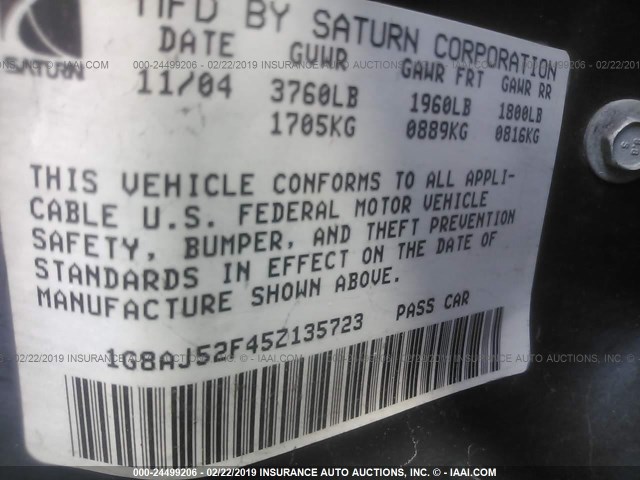 MFD BY SATURN CORPORATION
SATURN
DATE GVWR GAWR FRT GAWR RR
11/04 3760LB 1960LB 1800LB
1705KG 0889KG 0816KG
THIS VEHICLE CONFORMS TO ALL APPLI-
CABLE U.S. FEDERAL MOTOR VEHICLE
SAFETY, BUMPER, AND THEFT PREVENTION
STANDARDS IN EFFECT ON THE DATE OF
MANUFACTURE SHOWN ABOVE.
1G8AJ52F45Z135723 PASS CAR
000-24499206 - 02/22/2019 INSURANCE AUTO AUCTIONS, INC. - IAAI.COM